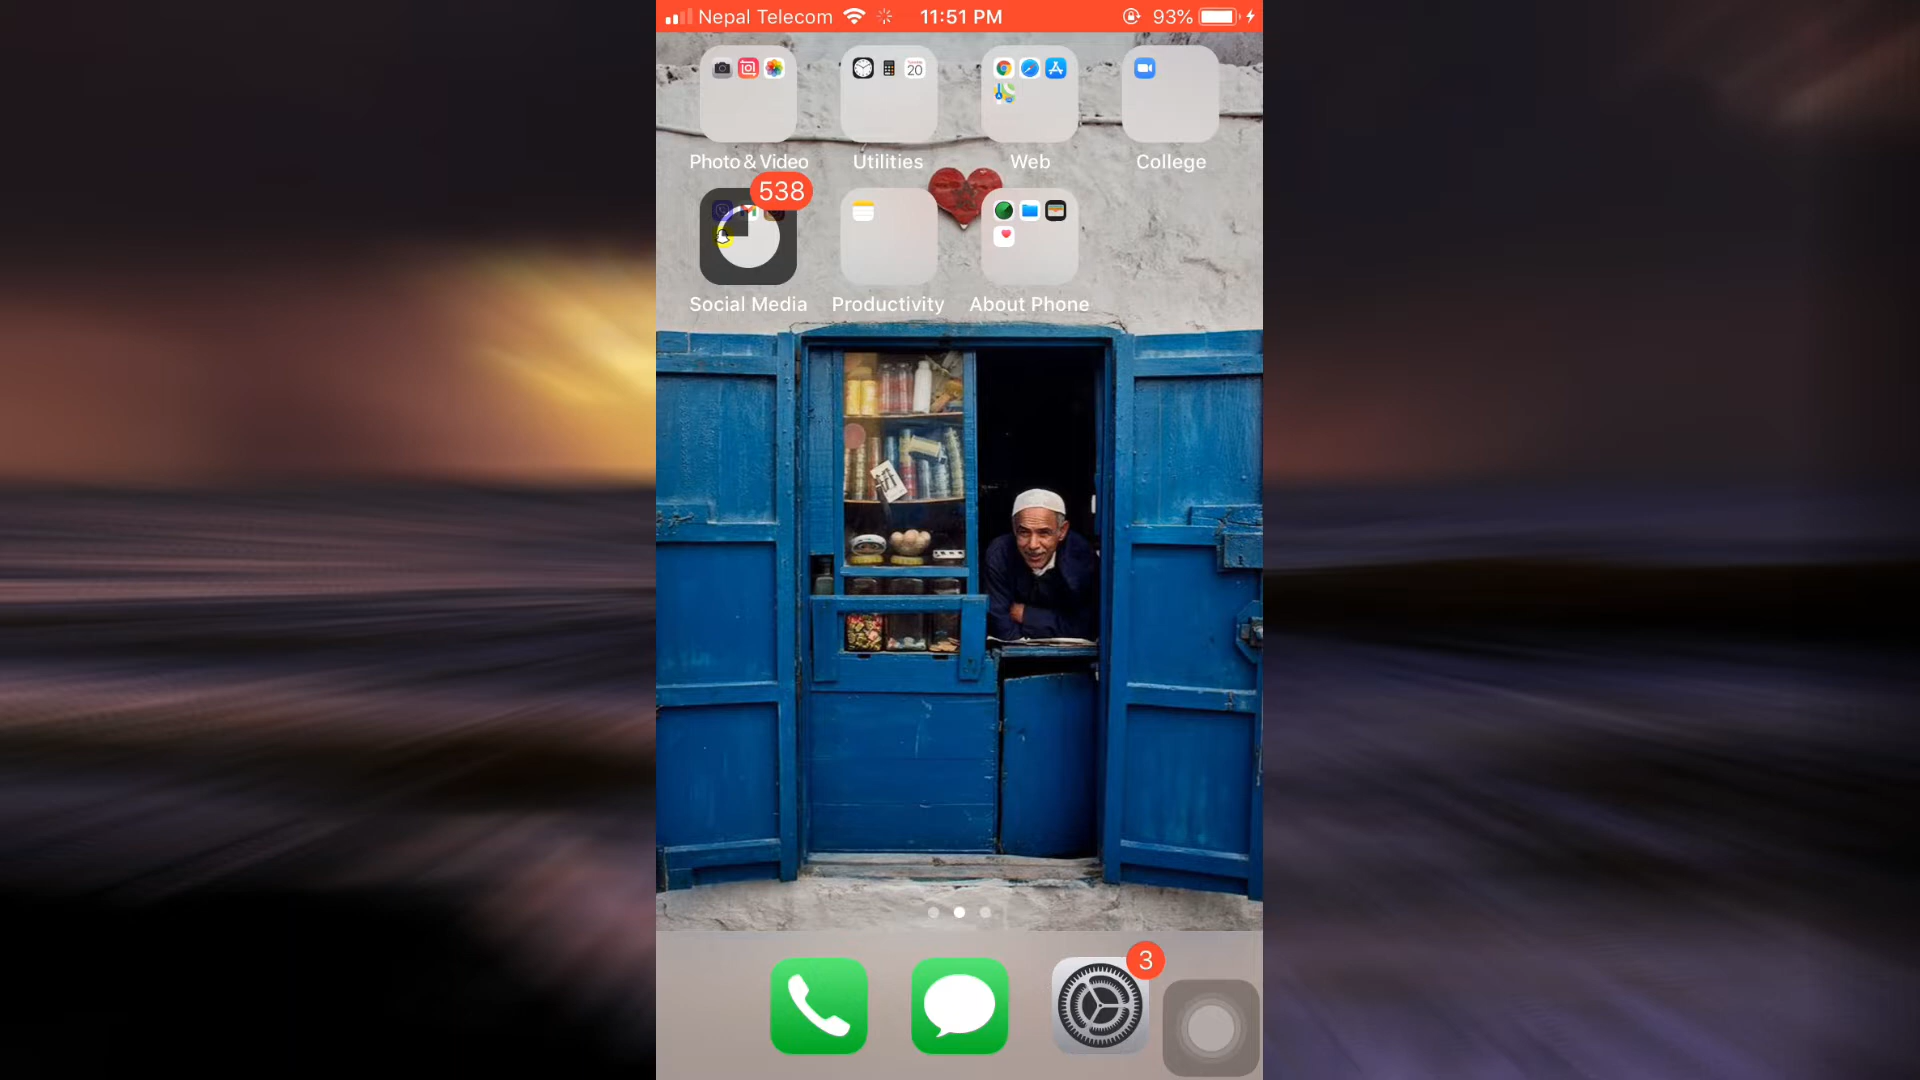 Nepal Telecom 11:51 PM 93%
20
Photo & Video Utilities Web College
538
Social Media Productivity About Phone
3